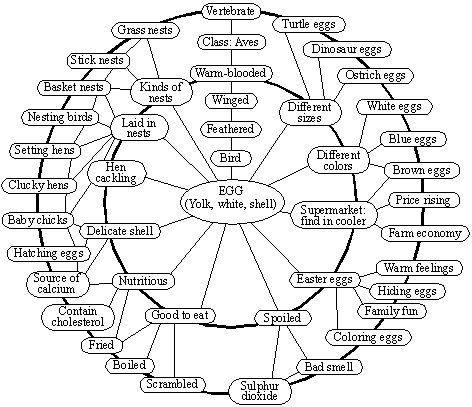 Vertebrate
Grass nests
Turtle eggs
Class: Aves
Dinosaur eggs
Stick nests
Warm-blooded
Ostrich eggs
Basket nests
Kinds of
nests
Winged
Different
sizes
White eggs
Nesting birds
Laid in
nests
Feathered
Blue eggs
Setting hens
Bird
Different
colors
Brown eggs
Hen
cackling
Clucky hens
EGG
(Yolk, white, shell)
Price rising
Baby chicks
Delicate shell
Supermarket:
find in cooler
Farm economy
Hatching eggs
Warm feelings
Source of
calcium
Nutritious
Easter eggs
Hiding eggs
Contain
cholesterol
Good to eat
Spoiled
Family fun
Fried
Coloring eggs
Boiled
Bad smell
Scrambled
Sulphur
dioxide